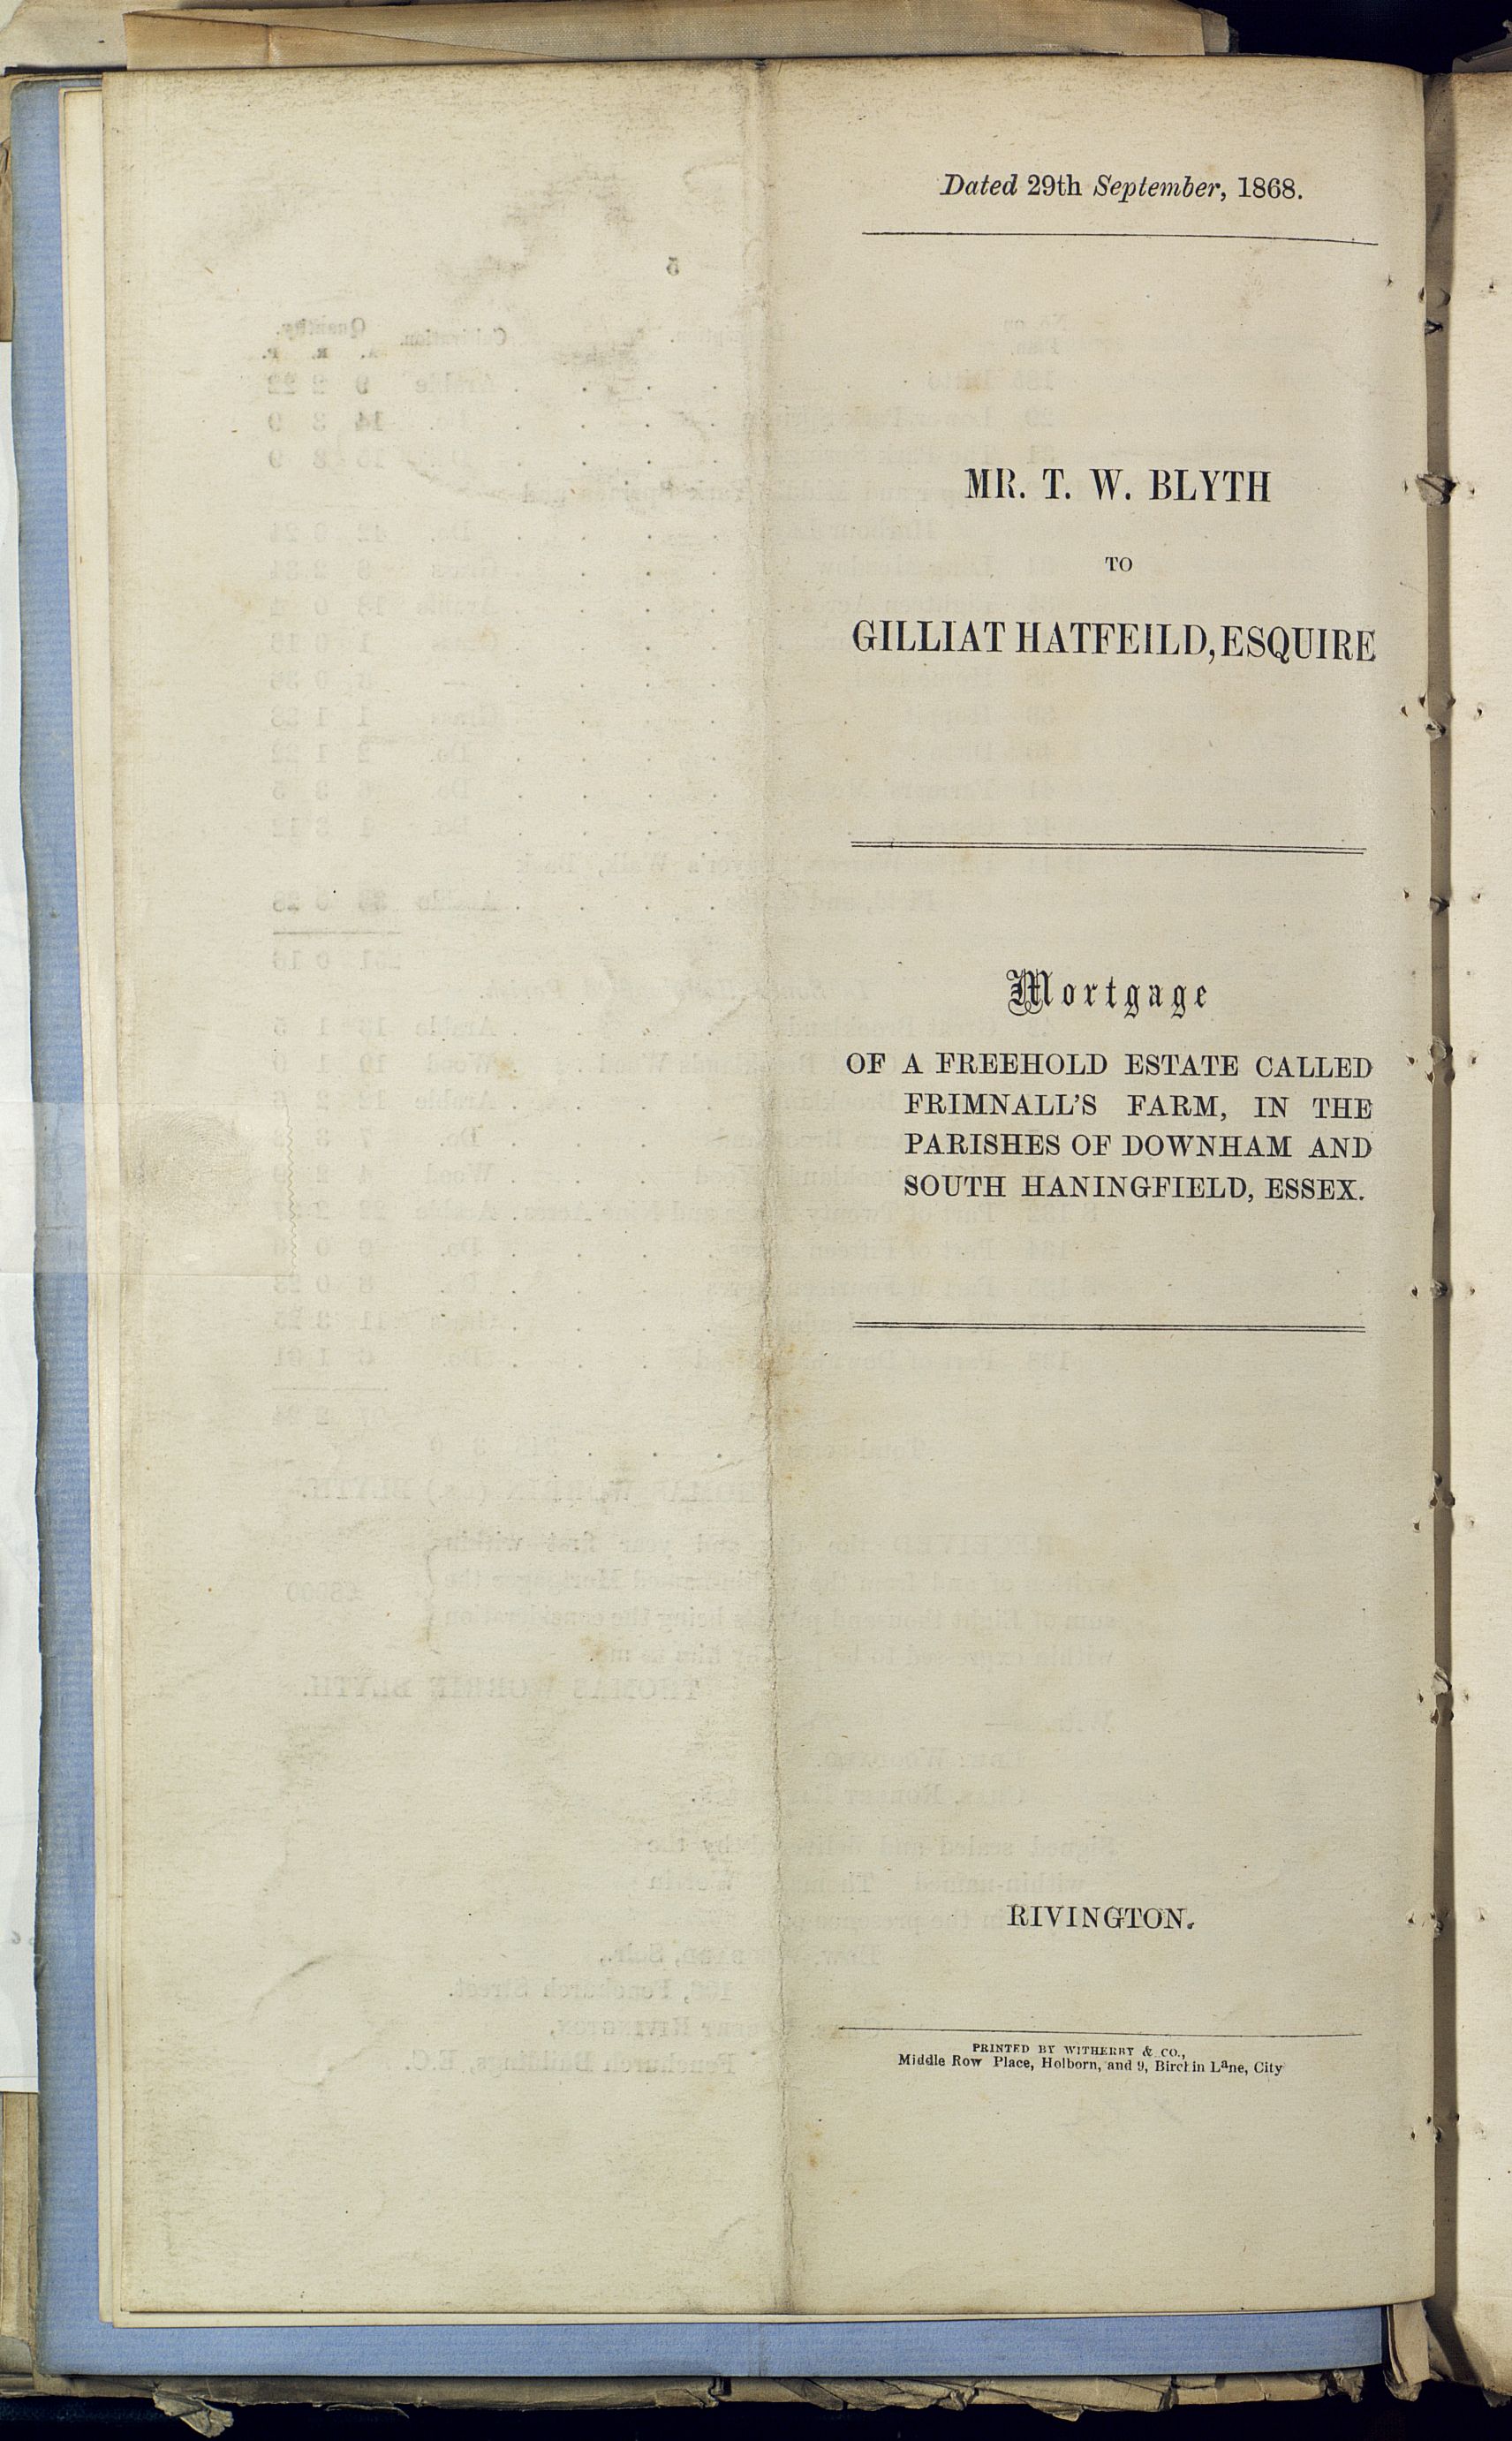 Dated 29th September, 1868.
MR. T. W. BLYTH
TO
GILLIAT HATFEILD, ESQUIRE
Mortgage
OF A FREEHOLD ESTATE CALLED
FRIMNALL'S FARM, IN THE
PARISHES OF DOWNHAM AND
SOUTH HANINGFIELD, ESSEX.
RIVINGTON.
PRINTED BY WITHERBY & CO.,
Middle Row Place, Holborn, and 9, Birchin Lane, City